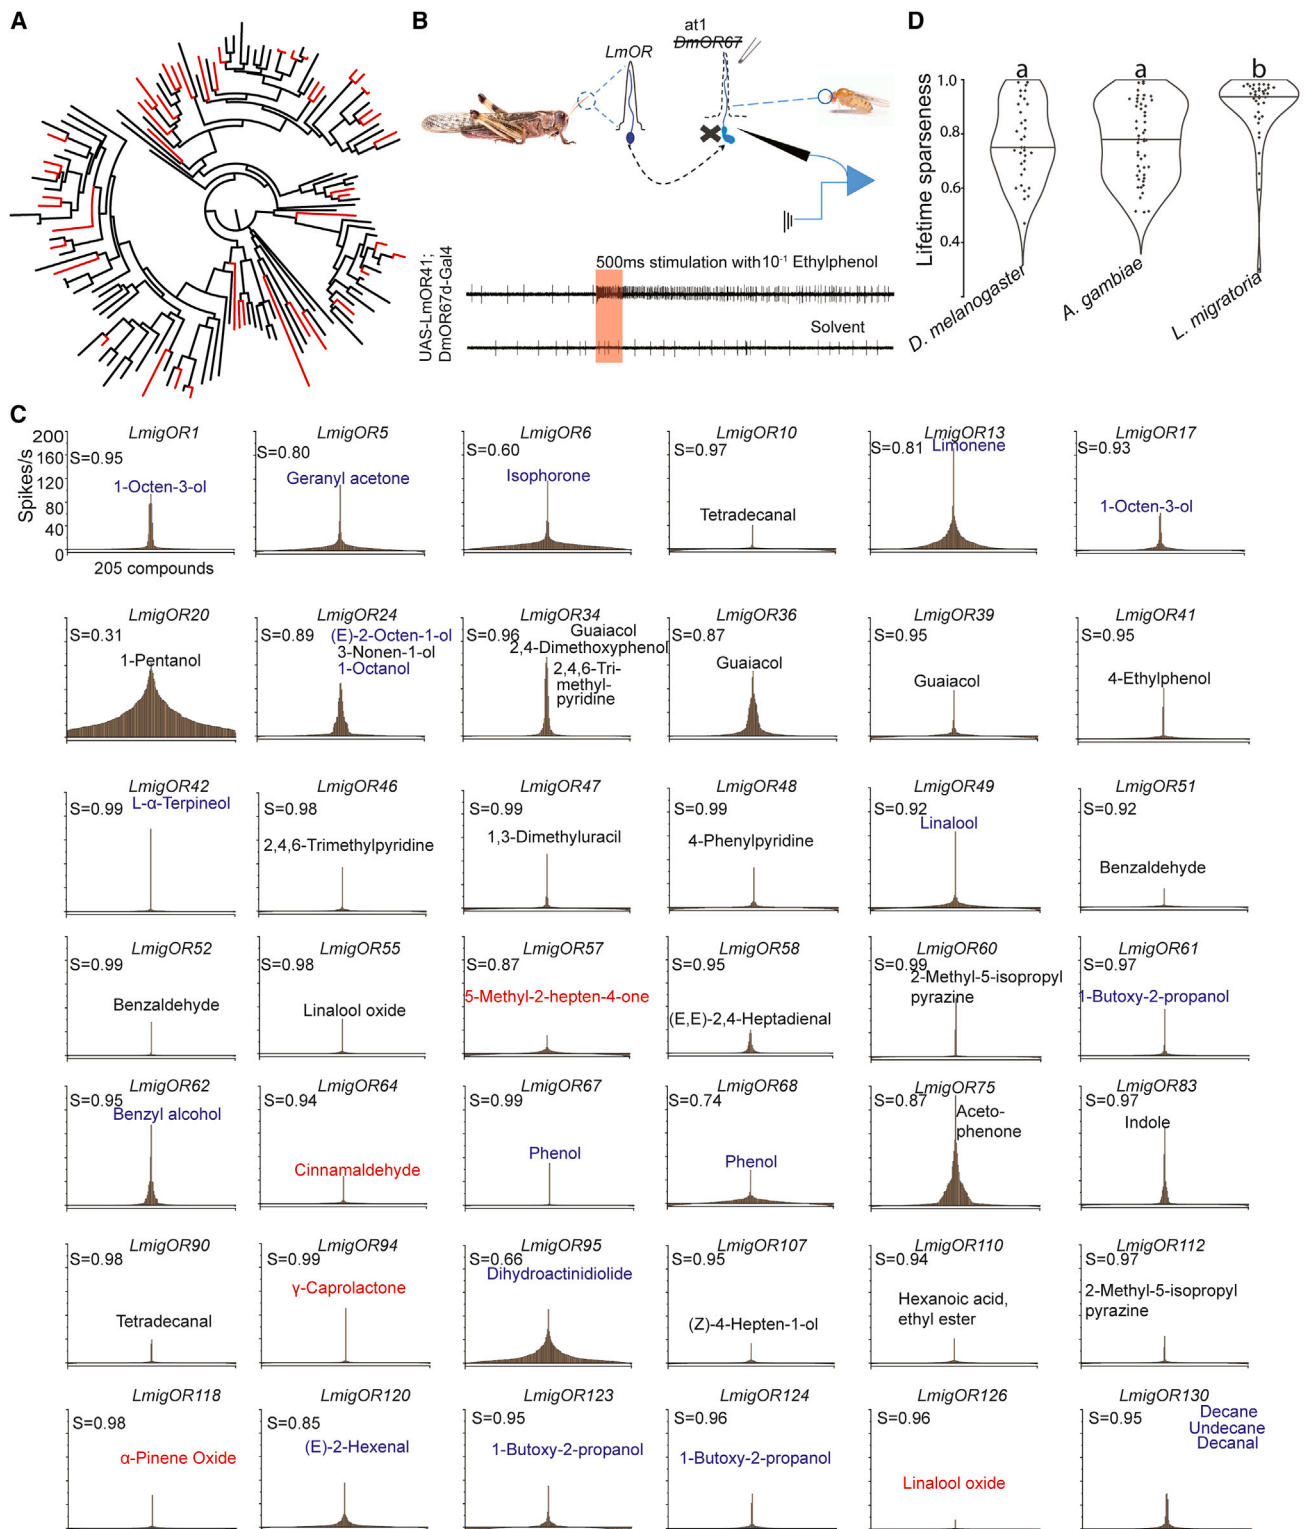 A
B
D
LmOR
at1
DmOR67
500ms stimulation with 10⁻¹ Ethylphenol
Solvent
UAS-LmOR41;
DmOR67d-Gal4
Lifetime sparseness
1.0
0.8
0.6
0.4
a
a
b
D. melanogaster
A. gambiae
L. migratoria
C
Spikes/s
200
160
120
80
40
0
LmigOR1
S=0.95
1-Octen-3-ol
205 compounds
LmigOR5
S=0.80
Geranyl acetone
LmigOR6
S=0.60
Isophorone
LmigOR10
S=0.97
Tetradecanal
LmigOR13
S=0.81
Limonene
LmigOR17
S=0.93
1-Octen-3-ol
LmigOR20
S=0.31
1-Pentanol
LmigOR24
S=0.89
(E)-2-Octen-1-ol
3-Nonen-1-ol
1-Octanol
LmigOR34
S=0.96
Guaiacol
2,4-Dimethoxyphenol
2,4,6-Tri-
methyl-
pyridine
LmigOR36
S=0.87
Guaiacol
LmigOR39
S=0.95
Guaiacol
LmigOR41
S=0.95
4-Ethylphenol
LmigOR42
S=0.99
L-α-Terpineol
LmigOR46
S=0.98
2,4,6-Trimethylpyridine
LmigOR47
S=0.99
1,3-Dimethyluracil
LmigOR48
S=0.99
4-Phenylpyridine
LmigOR49
S=0.92
Linalool
LmigOR51
S=0.92
Benzaldehyde
LmigOR52
S=0.99
Benzaldehyde
LmigOR55
S=0.98
Linalool oxide
LmigOR57
S=0.87
5-Methyl-2-hepten-4-one
LmigOR58
S=0.95
(E,E)-2,4-Heptadienal
LmigOR60
S=0.99
2-Methyl-5-isopropyl
pyrazine
LmigOR61
S=0.97
1-Butoxy-2-propanol
LmigOR62
S=0.95
Benzyl alcohol
LmigOR64
S=0.94
Cinnamaldehyde
LmigOR67
S=0.99
Phenol
LmigOR68
S=0.74
Phenol
LmigOR75
S=0.87
Aceto-
phenone
LmigOR83
S=0.97
Indole
LmigOR90
S=0.98
Tetradecanal
LmigOR94
S=0.99
γ-Caprolactone
LmigOR95
S=0.66
Dihydroactinidiolide
LmigOR107
S=0.95
(Z)-4-Hepten-1-ol
LmigOR110
S=0.94
Hexanoic acid,
ethyl ester
LmigOR112
S=0.97
2-Methyl-5-isopropyl
pyrazine
LmigOR118
S=0.98
α-Pinene Oxide
LmigOR120
S=0.85
(E)-2-Hexenal
LmigOR123
S=0.95
1-Butoxy-2-propanol
LmigOR124
S=0.96
1-Butoxy-2-propanol
LmigOR126
S=0.96
Linalool oxide
LmigOR130
S=0.95
Decane
Undecane
Decanal